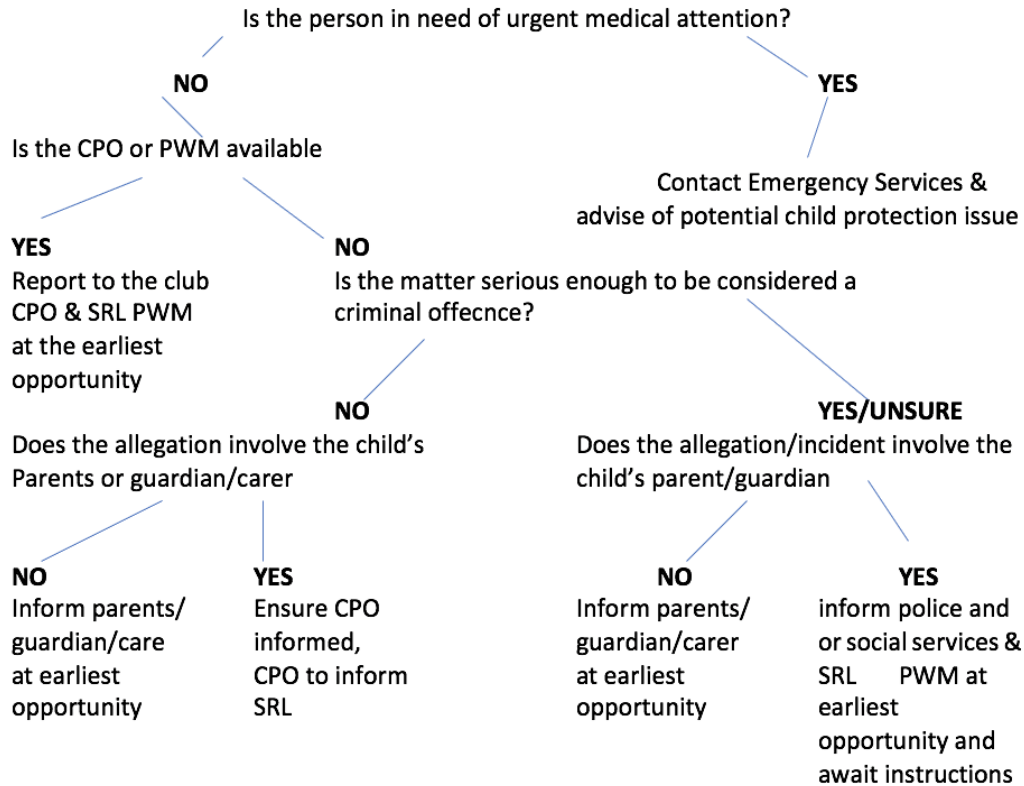 Is the person in need of urgent medical attention?
NO
YES
Is the CPO or PWM available
Contact Emergency Services &
advise of potential child protection issue
YES
Report to the club
CPO & SRL PWM
at the earliest
opportunity
NO
Is the matter serious enough to be considered a
criminal offecnce?
NO
Does the allegation involve the child’s
Parents or guardian/carer
YES/UNSURE
Does the allegation/incident involve the
child’s parent/guardian
NO
Inform parents/
guardian/care
at earliest
opportunity
YES
Ensure CPO
informed,
CPO to inform
SRL
NO
Inform parents/
guardian/carer
at earliest
opportunity
YES
inform police and
or social services &
SRL PWM at
earliest
opportunity and
await instructions